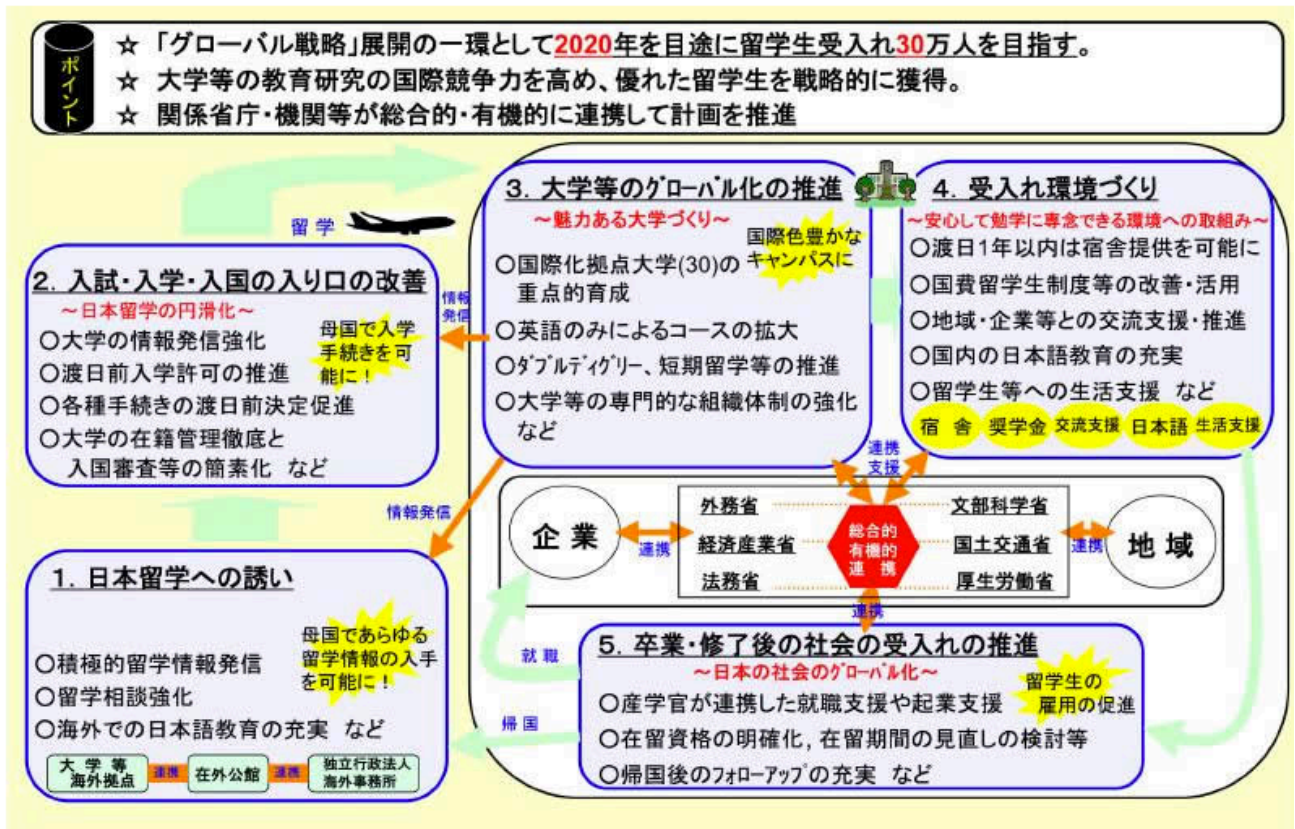 ポイント
☆ 「グローバル戦略」展開の一環として2020年を目途に留学生受入れ30万人を目指す。
☆ 大学等の教育研究の国際競争力を高め、優れた留学生を戦略的に獲得。
☆ 関係省庁・機関等が総合的・有機的に連携して計画を推進
留学
2. 入試・入学・入国の入り口の改善
～日本留学の円滑化～
○大学の情報発信強化
○渡日前入学許可の推進
○各種手続きの渡日前決定促進
○大学の在籍管理徹底と
入国審査等の簡素化 など
母国で入学
手続きを可
能に！
情報
発信
3. 大学等のグローバル化の推進
～魅力ある大学づくり～
国際色豊かな
キャンパスに
○国際化拠点大学(30)の
重点的育成
○英語のみによるコースの拡大
○ダブルディグリー、短期留学等の推進
○大学等の専門的な組織体制の強化
など
4. 受入れ環境づくり
～安心して勉学に専念できる環境への取組み～
○渡日1年以内は宿舎提供を可能に
○国費留学生制度等の改善・活用
○地域・企業等との交流支援・推進
○国内の日本語教育の充実
○留学生等への生活支援 など
宿 舎 奨学金 交流支援 日本語 生活支援
情報発信
連携
支援
企業
連携
外務省
経済産業省
法務省
総合的
有機的
連 携
文部科学省
国土交通省
厚生労働省
連携
地域
連携
1. 日本留学への誘い
母国であらゆる
留学情報の入手
を可能に！
○積極的留学情報発信
○留学相談強化
○海外での日本語教育の充実 など
大 学 等
海外拠点
連携
在外公館
連携
独立行政法人
海外事務所
就職
帰国
5. 卒業・修了後の社会の受入れの推進
～日本の社会のグローバル化～
留学生の
雇用の促進
○産学官が連携した就職支援や起業支援
○在留資格の明確化, 在留期間の見直しの検討等
○帰国後のフォローアップの充実 など